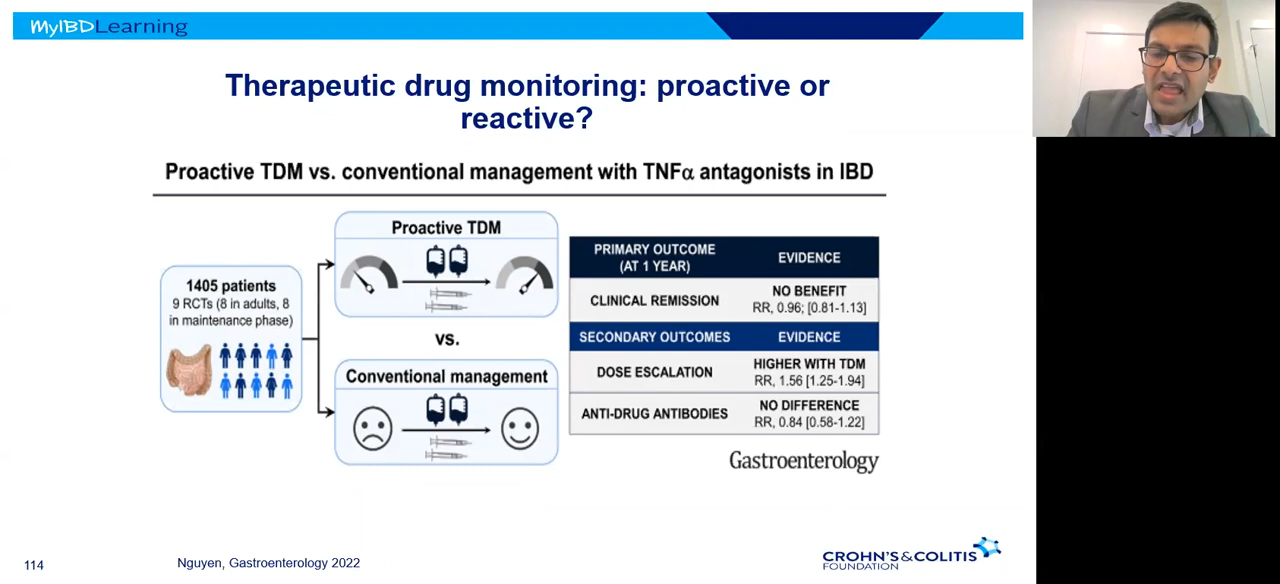 MyIBDLearning
Therapeutic drug monitoring: proactive or
reactive?
Proactive TDM vs. conventional management with TNFα antagonists in IBD
1405 patients
9 RCTs (8 in adults, 8
in maintenance phase)
Proactive TDM
vs.
Conventional management
PRIMARY OUTCOME
(AT 1 YEAR)
EVIDENCE
CLINICAL REMISSION
NO BENEFIT
RR, 0.96; [0.81-1.13]
SECONDARY OUTCOMES
EVIDENCE
DOSE ESCALATION
HIGHER WITH TDM
RR, 1.56 [1.25-1.94]
ANTI-DRUG ANTIBODIES
NO DIFFERENCE
RR, 0.84 [0.58-1.22]
Gastroenterology
114
Nguyen, Gastroenterology 2022
CROHN'S & COLITIS
FOUNDATION